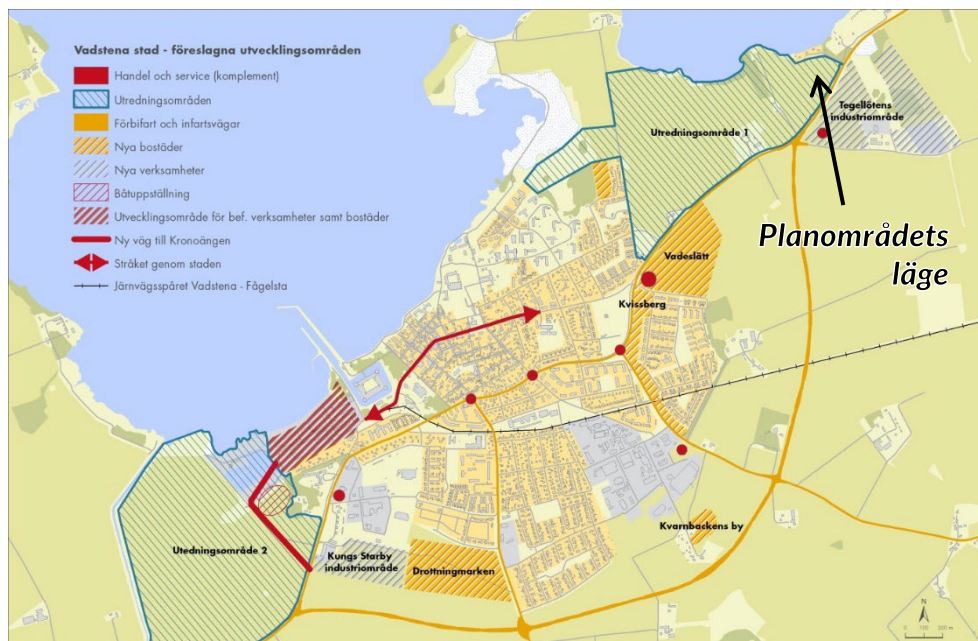 Vadstena stad - föreslagna utvecklingsområden
Handel och service (komplement)
Utredningsområden
Förbifart och infartsvägar
Nya bostäder
Nya verksamheter
Båtuppställning
Utvecklingsområde för bef. verksamheter samt bostäder
Ny väg till Kronoängen
Stråket genom staden
Järnvägsspåret Vadstena - Fågelsta
Utredningsområde 1
Tegellötens
industriområde
Planområdets
läge
Vadeslätt
Kvissberg
Kvarnbackens by
Utedningsområde 2
Kungs Starby
industriområde
Drottningmarken
N